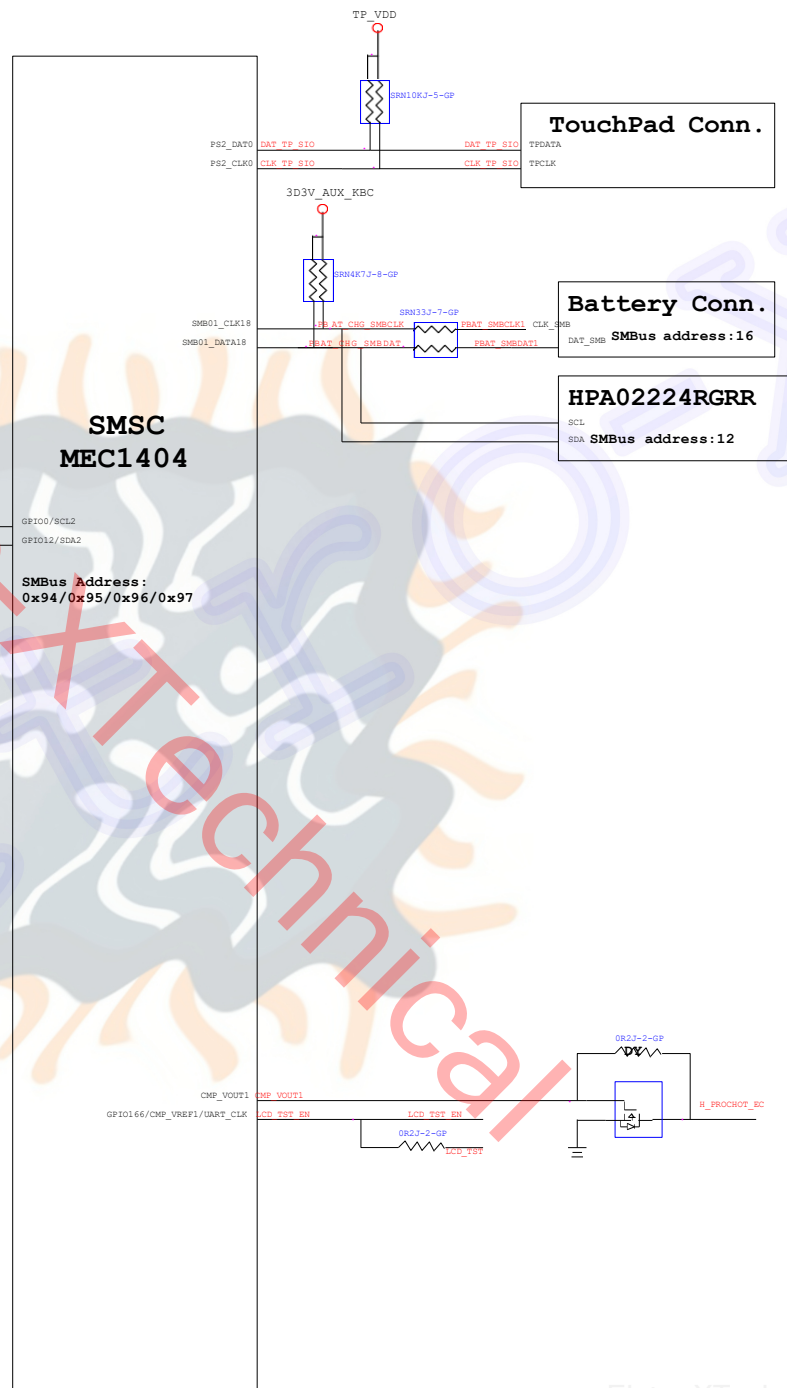 TP_VDD
SRN10KJ-5-GP
TouchPad Conn.
PS2_DAT0 DAT_TP_SIO DAT_TP_SIO TPDATA
PS2_CLK0 CLK_TP_SIO CLK_TP_SIO TPCLK
3D3V_AUX_KBC
SRN4K7J-8-GP
Battery Conn.
SRN33J-7-GP
SMB01_CLK18 PBAT_CHG_SMBCLK PBAT_SMBCLK1 CLK_SMB
SMB01_DATA18 PBAT_CHG_SMBDAT PBAT_SMBDAT1 DAT_SMB SMBus address:16
HPA02224RGRR
SCL
SDA SMBus address:12
SMSC
MEC1404
GPIO0/SCL2
GPIO12/SDA2
SMBus Address:
0x94/0x95/0x96/0x97
XTechnical
0R2J-2-GP
DY
CMP_VOUT1 CMP_VOUT1 H_PROCHOT_EC
GPIO166/CMP_VREF1/UART_CLK LCD_TST_EN LCD_TST_EN
0R2J-2-GP
LCD_TST